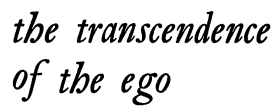 the transcendence
of the ego